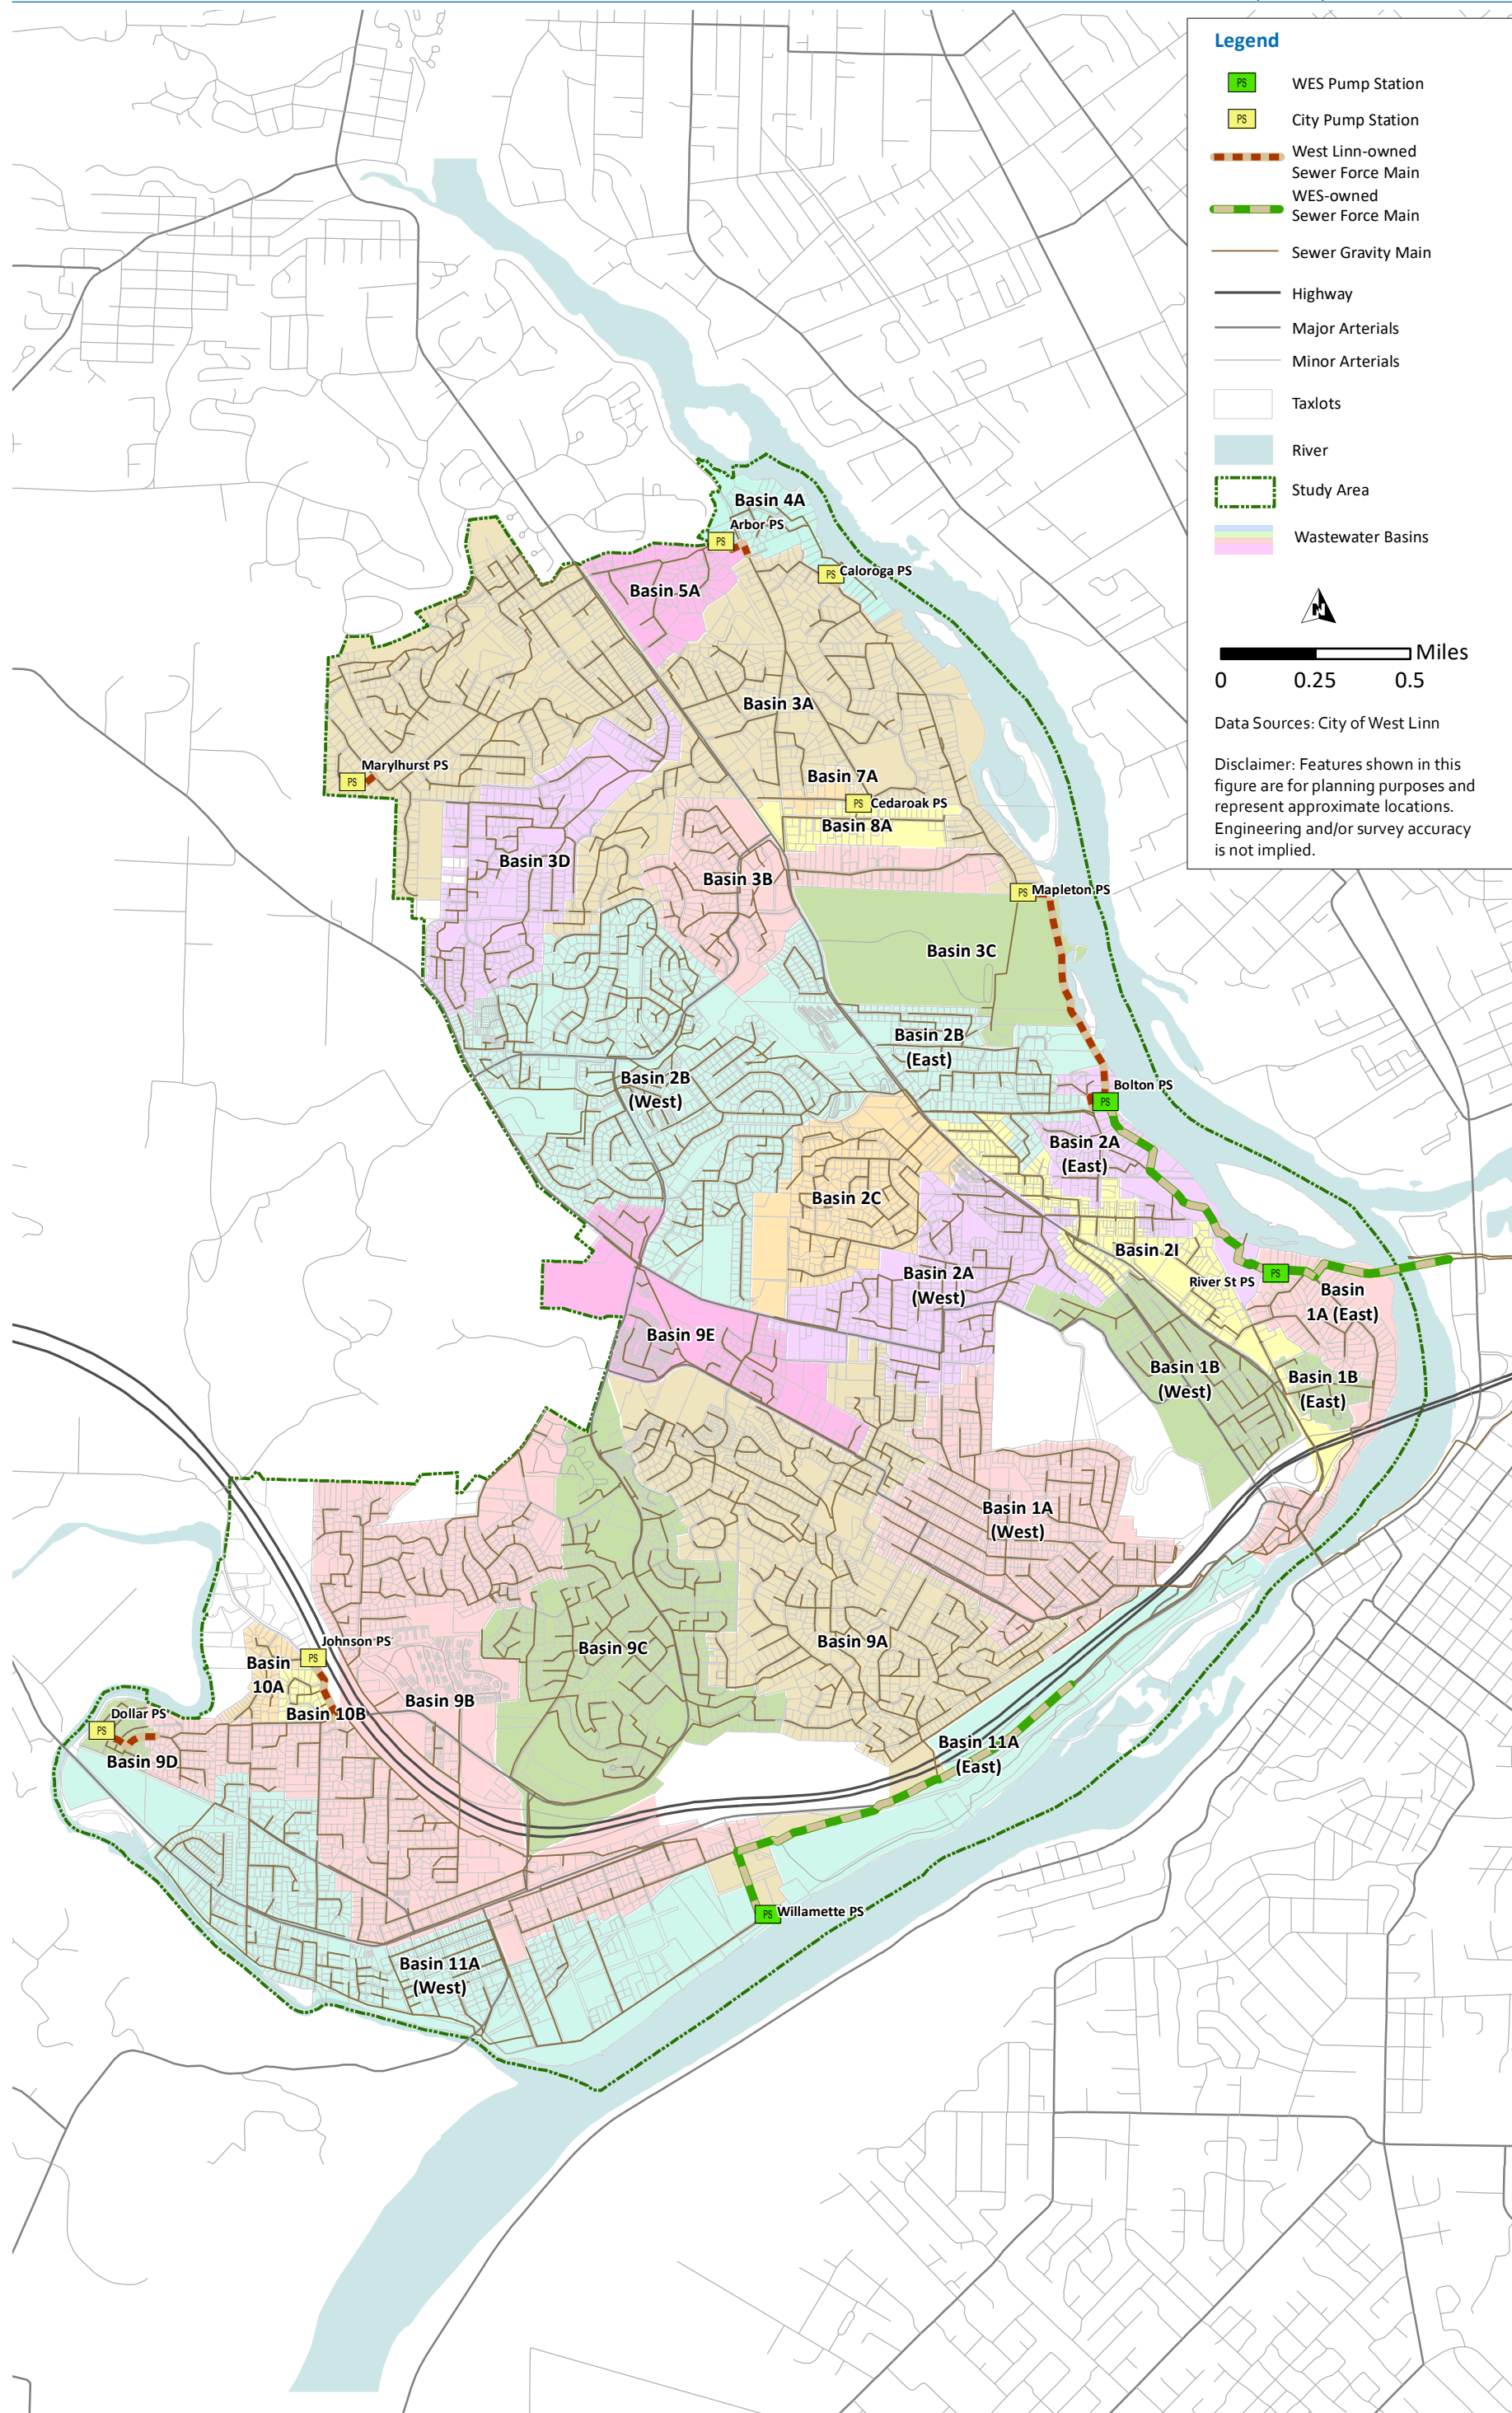 Legend
PS WES Pump Station
PS City Pump Station
West Linn-owned
Sewer Force Main
WES-owned
Sewer Force Main
Sewer Gravity Main
Highway
Major Arterials
Minor Arterials
Taxlots
River
Study Area
Wastewater Basins
N
Miles
0 0.25 0.5
Data Sources: City of West Linn
Disclaimer: Features shown in this
figure are for planning purposes and
represent approximate locations.
Engineering and/or survey accuracy
is not implied.
Basin 4A
Arbor PS
PS
PS
Caloroga PS
Basin 5A
Basin 3A
Marylhurst PS
PS
Basin 7A
PS
Cedaroak PS
Basin 8A
Basin 3D
Basin 3B
PS
Mapleton PS
Basin 3C
Basin 2B
(East)
Basin 2B
(West)
Bolton PS
PS
Basin 2A
(East)
Basin 2C
Basin 2I
Basin 2A
(West)
River St PS
PS
Basin
1A (East)
Basin 9E
Basin 1B
(West)
Basin 1B
(East)
Basin 1A
(West)
Johnson PS
PS
Basin
10A
Basin 9C
Basin 9A
Basin 9B
Basin 10B
Dollar PS
PS
Basin 9D
Basin 11A
(East)
PS
Willamette PS
Basin 11A
(West)